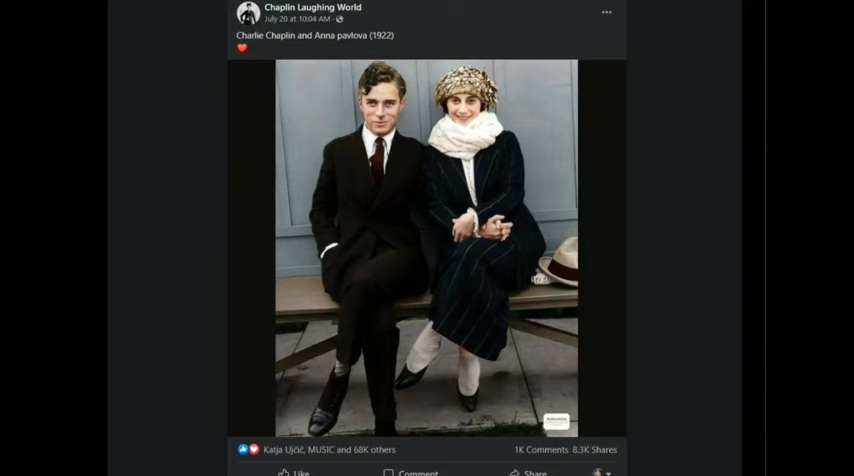 Chaplin Laughing World
July 20 at 10:04 AM ·
Charlie Chaplin and Anna pavlova (1922)
Katja Ujčič, MUSIC and 68K others
1K Comments 8.3K Shares
Like Comment Share